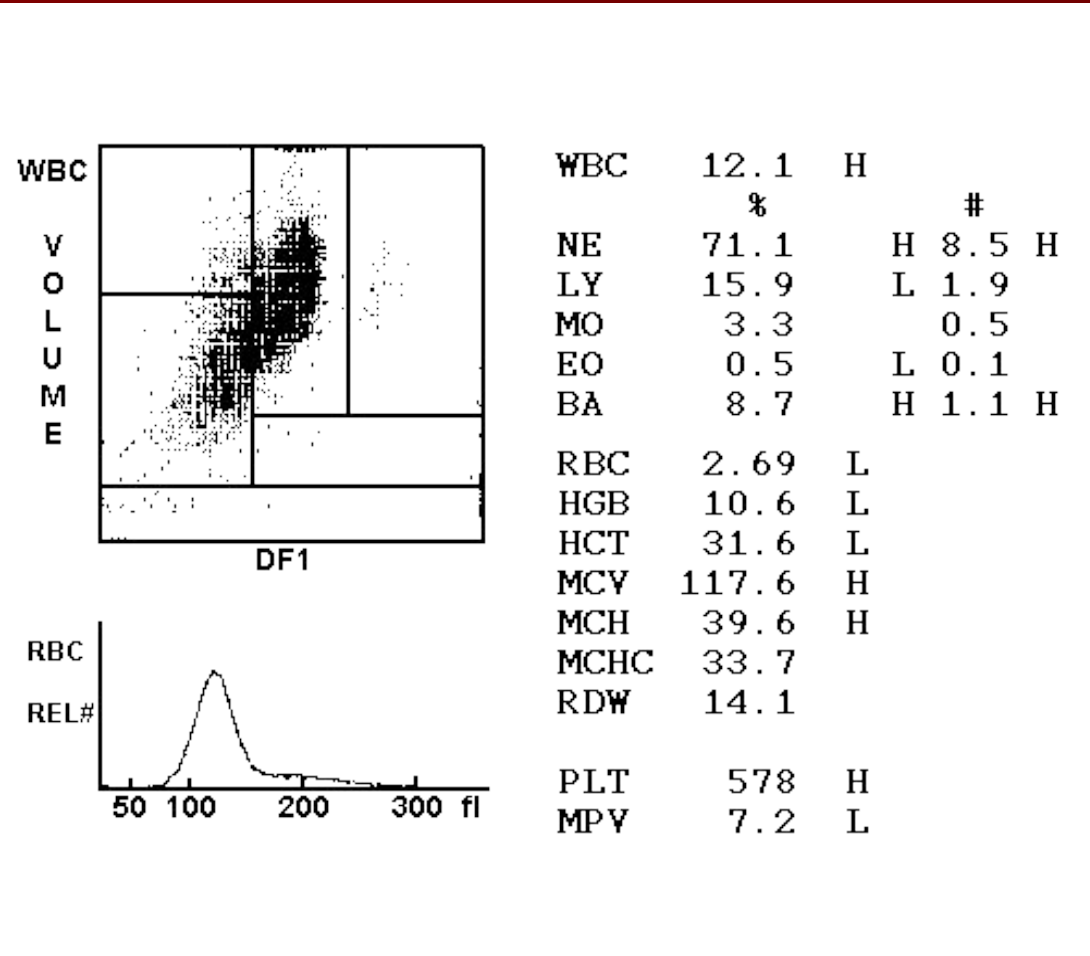 WBC
VOLUME
DF1
RBC
REL#
50 100 200 300 fl
WBC 12.1 H
% #
NE 71.1 H 8.5 H
LY 15.9 L 1.9
MO 3.3 0.5
EO 0.5 L 0.1
BA 8.7 H 1.1 H
RBC 2.69 L
HGB 10.6 L
HCT 31.6 L
MCV 117.6 H
MCH 39.6 H
MCHC 33.7
RDW 14.1
PLT 578 H
MPV 7.2 L